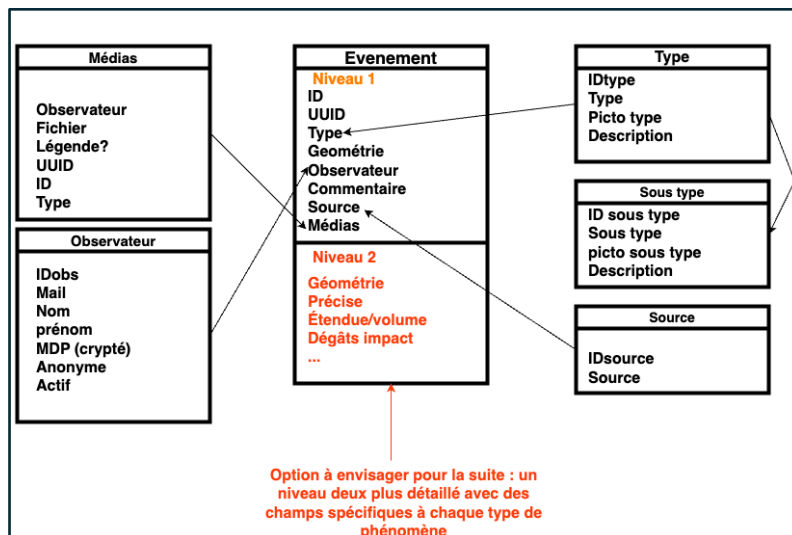 Médias
Observateur
Fichier
Légende?
UUID
ID
Type
Observateur
IDobs
Mail
Nom
prénom
MDP (crypté)
Anonyme
Actif
Evenement
Niveau 1
ID
UUID
Type
Geométrie
Observateur
Commentaire
Source
Médias
Niveau 2
Géométrie
Précise
Étendue/volume
Dégâts impact
...
Option à envisager pour la suite : un
niveau deux plus détaillé avec des
champs spécifiques à chaque type de
phénomène
Type
IDtype
Type
Picto type
Description
Sous type
ID sous type
Sous type
picto sous type
Description
Source
IDsource
Source